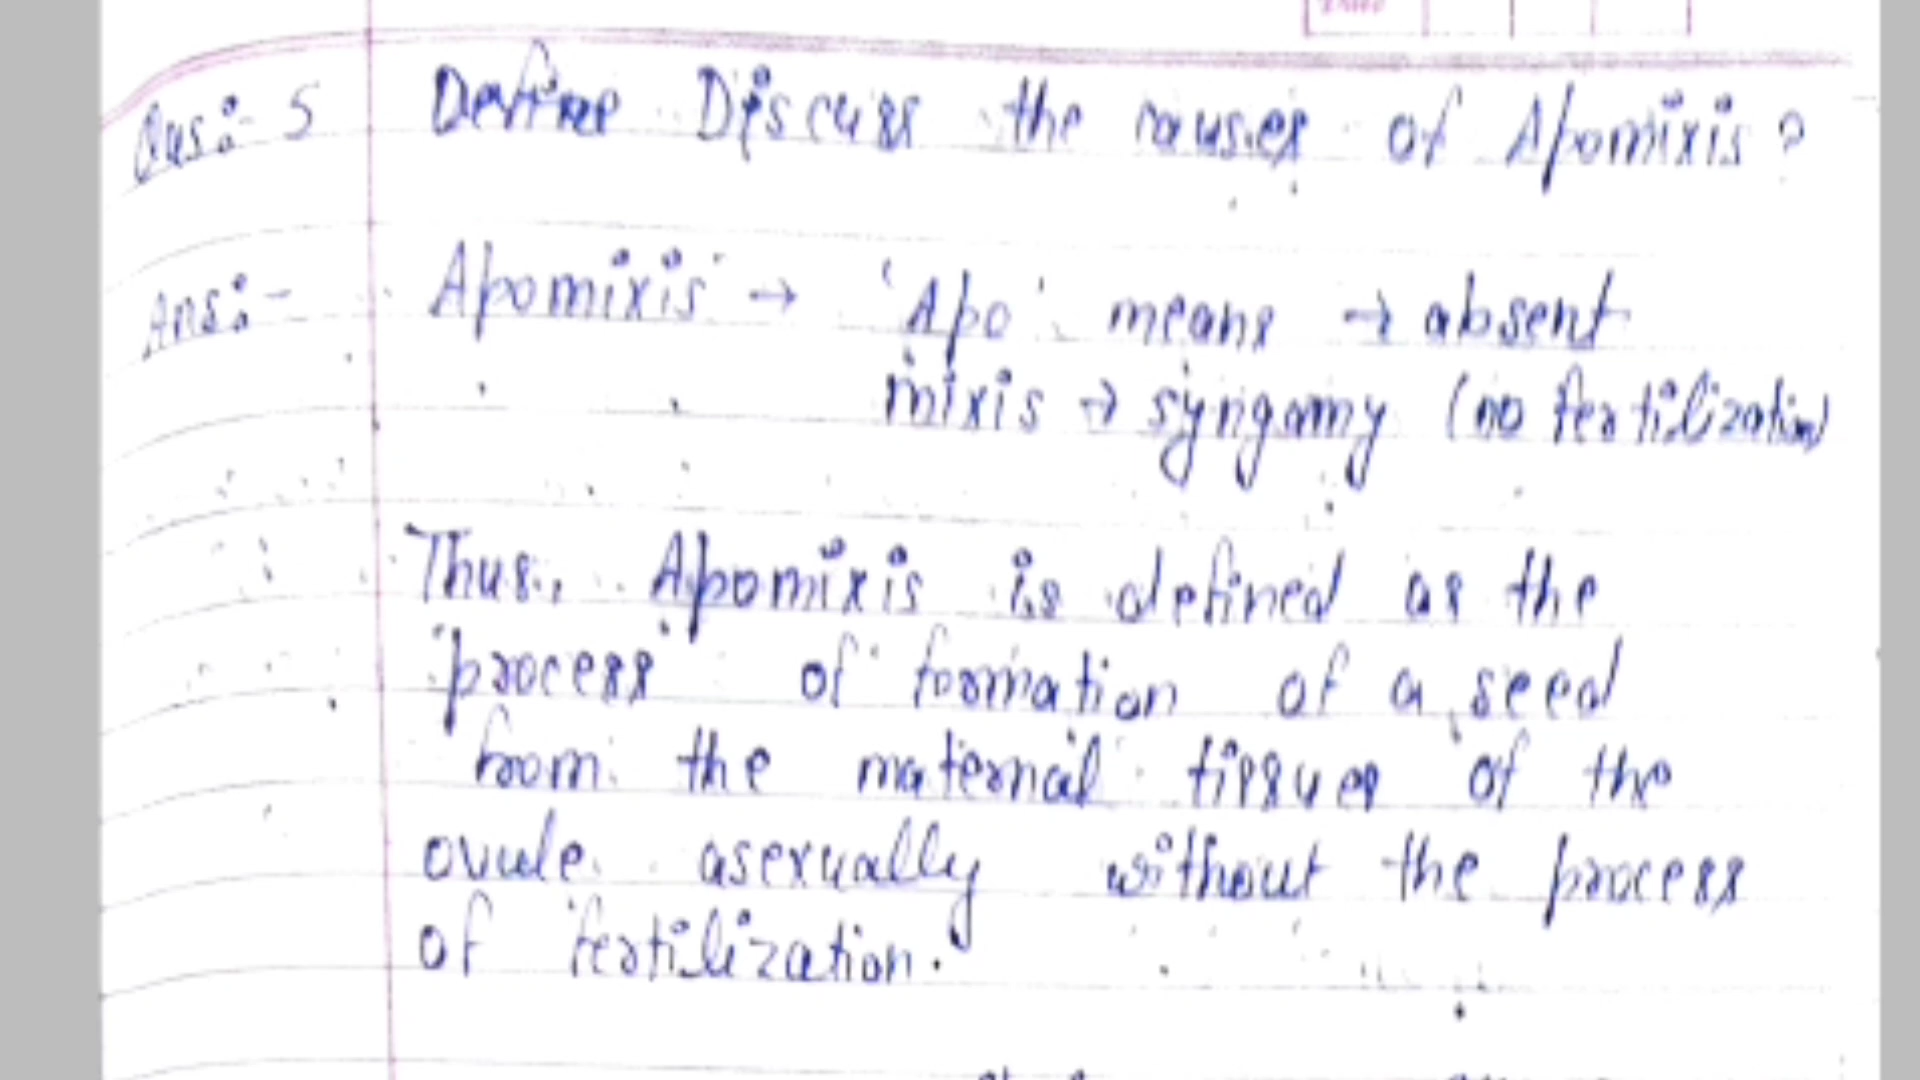 Ques:- 5 Define Discuss the causes of Apomixis?
Ans:- Apomixis → 'Apo' means → absent
mixis → syngamy (no fertilization)
Thus, Apomixis is defined as the
"process" of formation of a seed
from the maternal tissues of the
ovule asexually without the process
of fertilization.